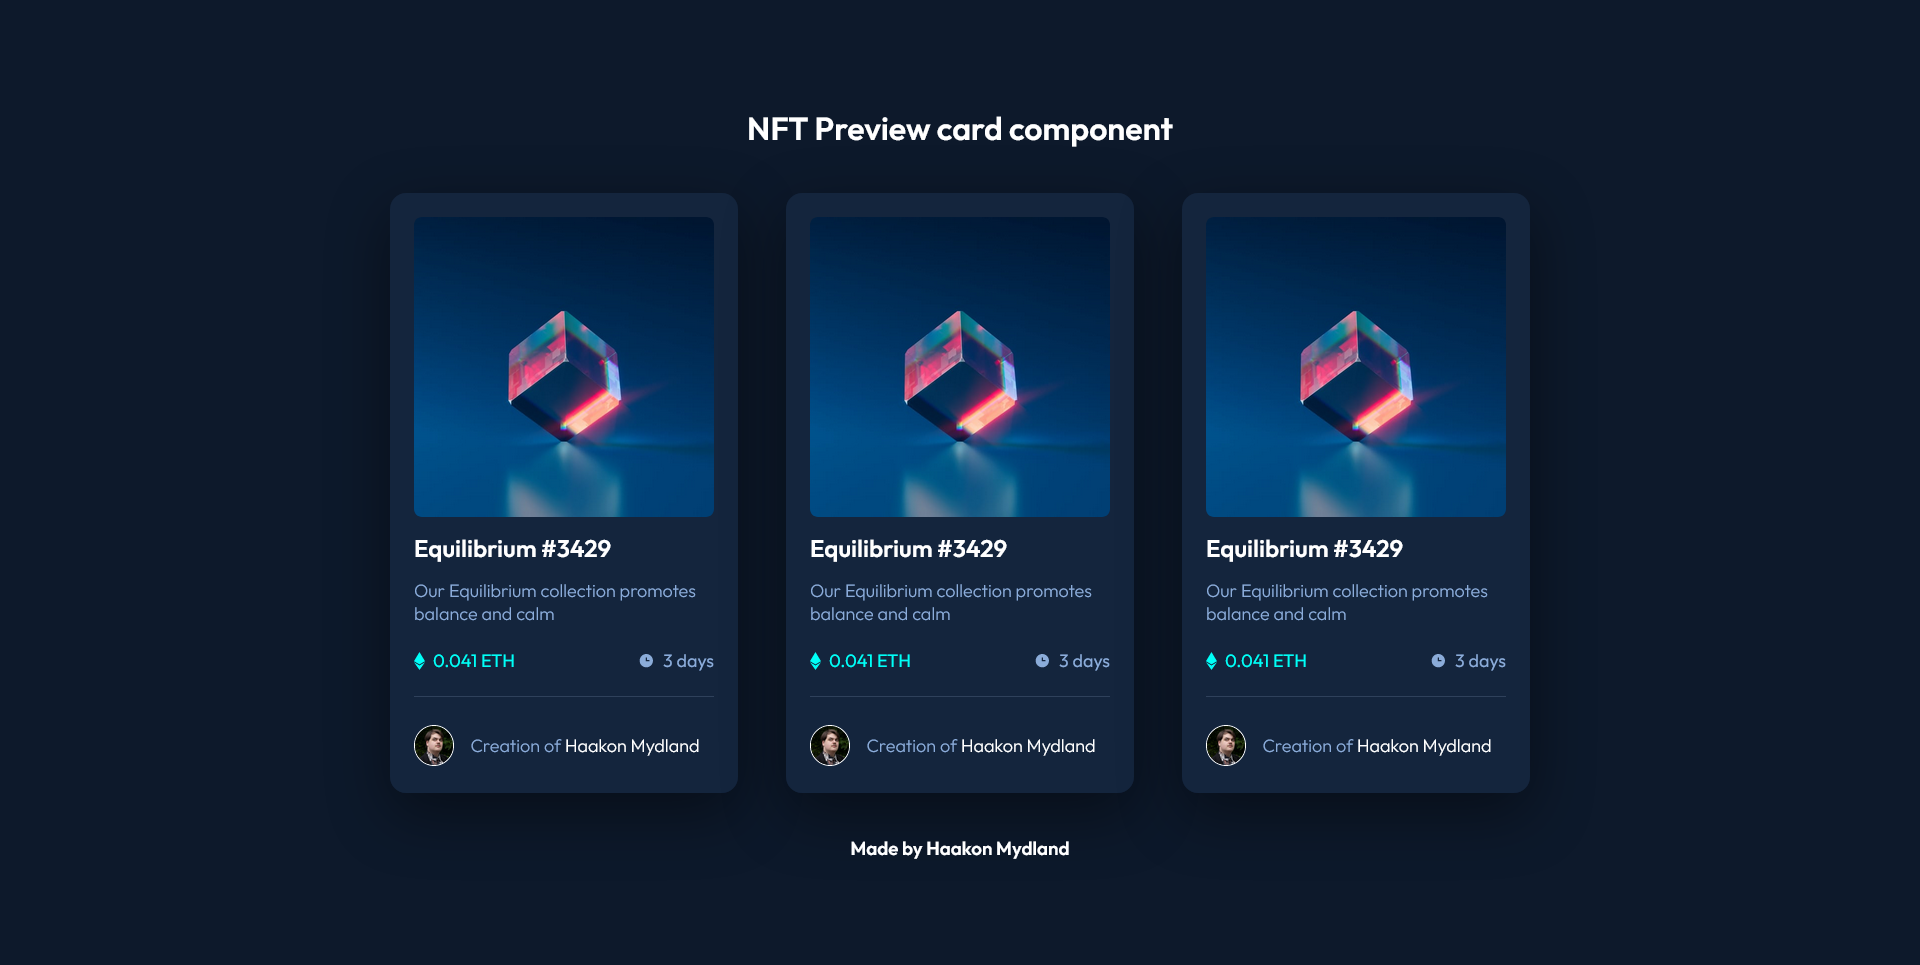 NFT Preview card component
Equilibrium #3429
Our Equilibrium collection promotes
balance and calm
0.041 ETH
3 days
Creation of Haakon Mydland
Equilibrium #3429
Our Equilibrium collection promotes
balance and calm
0.041 ETH
3 days
Creation of Haakon Mydland
Equilibrium #3429
Our Equilibrium collection promotes
balance and calm
0.041 ETH
3 days
Creation of Haakon Mydland
Made by Haakon Mydland